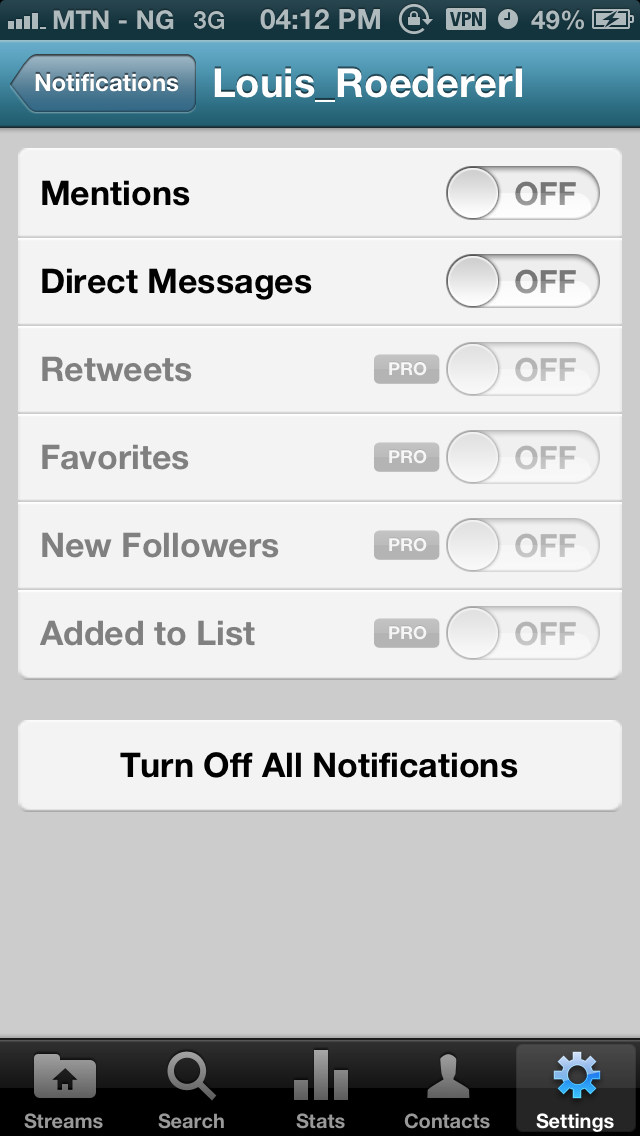 MTN - NG 3G 04:12 PM VPN 49%
Notifications Louis_Roedererl
Mentions OFF
Direct Messages OFF
Retweets PRO OFF
Favorites PRO OFF
New Followers PRO OFF
Added to List PRO OFF
Turn Off All Notifications
Streams Search Stats Contacts Settings